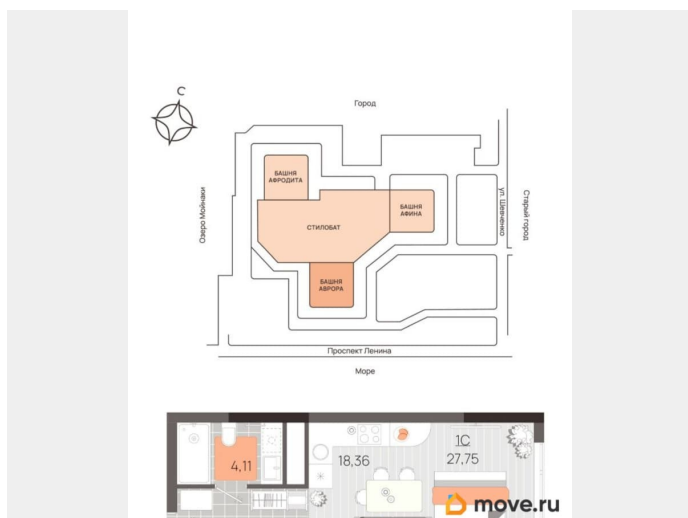 С
Город
БАШНЯ
АФРОДИТА
БАШНЯ
АФИНА
СТИЛОБАТ
БАШНЯ
АВРОРА
Озеро Мойнаки
ул. Шевченко
Старый город
Проспект Ленина
Море
4,11
18,36
1С
27,75
move.ru